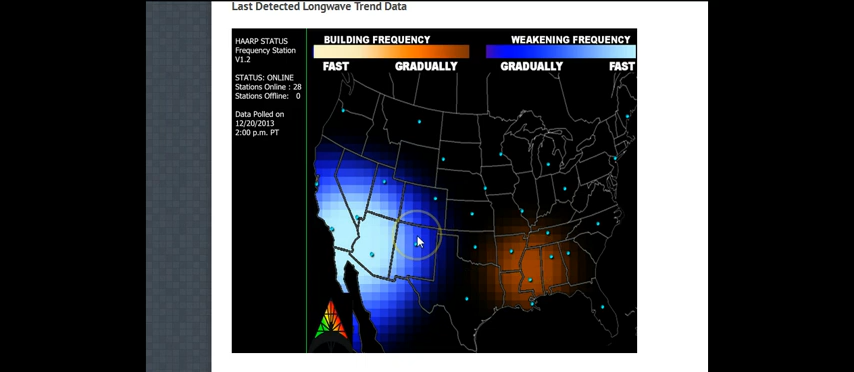 Last Detected Longwave Trend Data
HAARP STATUS
Frequency Station
V1.2
STATUS: ONLINE
Stations Online : 28
Stations Offline: 0
Data Polled on
12/20/2013
2:00 p.m. PT
BUILDING FREQUENCY
FAST GRADUALLY
WEAKENING FREQUENCY
GRADUALLY FAST